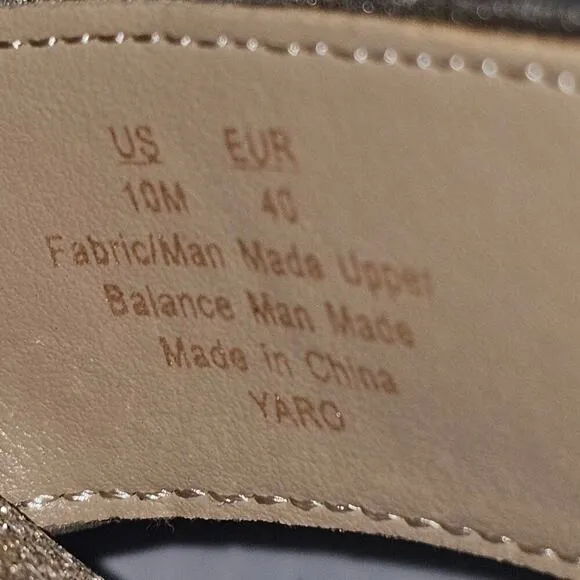 US EUR
10M 40
Fabric/Man Made Upper
Balance Man Made
Made in China
YARO